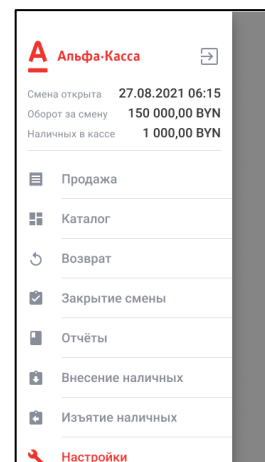 А Альфа-Касса
Смена открыта 27.08.2021 06:15
Оборот за смену 150 000,00 BYN
Наличных в кассе 1 000,00 BYN
Продажа
Каталог
Возврат
Закрытие смены
Отчёты
Внесение наличных
Изъятие наличных
Настройки